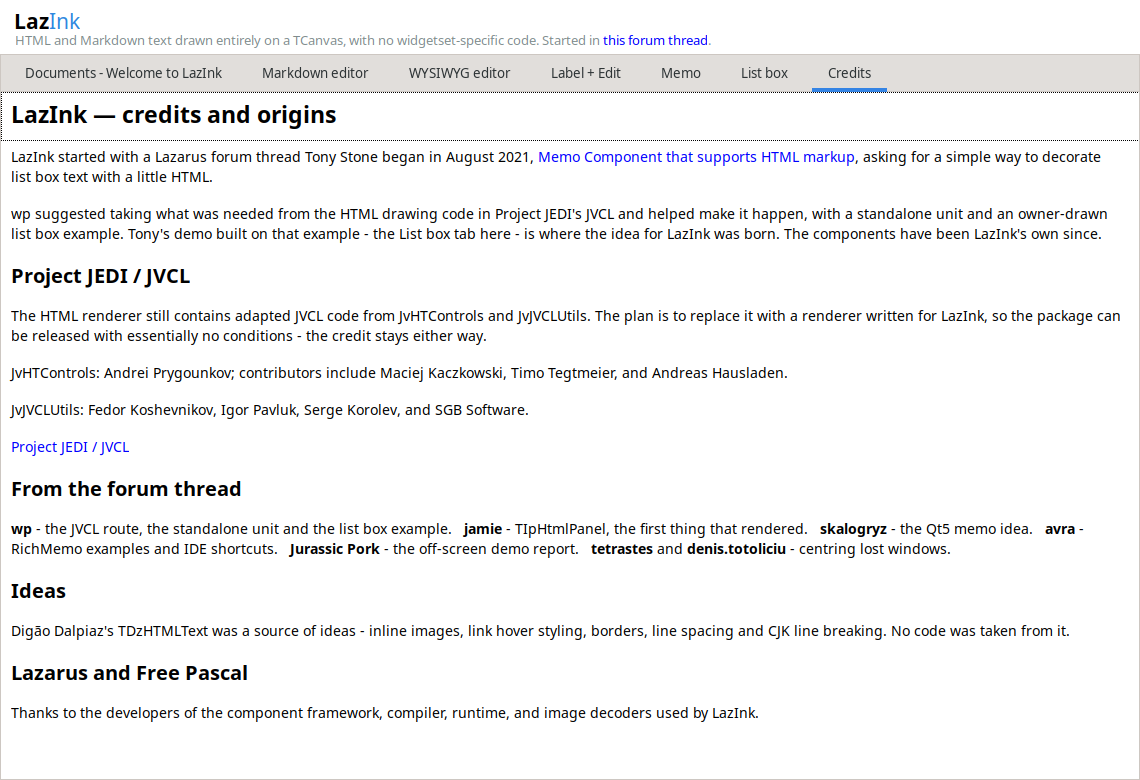 LazInk
HTML and Markdown text drawn entirely on a TCanvas, with no widgetset-specific code. Started in this forum thread.
Documents - Welcome to LazInk Markdown editor WYSIWYG editor Label + Edit Memo List box Credits
LazInk — credits and origins
LazInk started with a Lazarus forum thread Tony Stone began in August 2021, Memo Component that supports HTML markup, asking for a simple way to decorate
list box text with a little HTML.
wp suggested taking what was needed from the HTML drawing code in Project JEDI's JVCL and helped make it happen, with a standalone unit and an owner-drawn
list box example. Tony's demo built on that example - the List box tab here - is where the idea for LazInk was born. The components have been LazInk's own since.
Project JEDI / JVCL
The HTML renderer still contains adapted JVCL code from JvHTControls and JvJVCLUtils. The plan is to replace it with a renderer written for LazInk, so the package can
be released with essentially no conditions - the credit stays either way.
JvHTControls: Andrei Prygounkov; contributors include Maciej Kaczkowski, Timo Tegtmeier, and Andreas Hausladen.
JvJVCLUtils: Fedor Koshevnikov, Igor Pavluk, Serge Korolev, and SGB Software.
Project JEDI / JVCL
From the forum thread
wp - the JVCL route, the standalone unit and the list box example. jamie - TIpHtmlPanel, the first thing that rendered. skalogryz - the Qt5 memo idea. avra -
RichMemo examples and IDE shortcuts. Jurassic Pork - the off-screen demo report. tetrastes and denis.totoliciu - centring lost windows.
Ideas
Digão Dalpiaz's TDzHTMLText was a source of ideas - inline images, link hover styling, borders, line spacing and CJK line breaking. No code was taken from it.
Lazarus and Free Pascal
Thanks to the developers of the component framework, compiler, runtime, and image decoders used by LazInk.